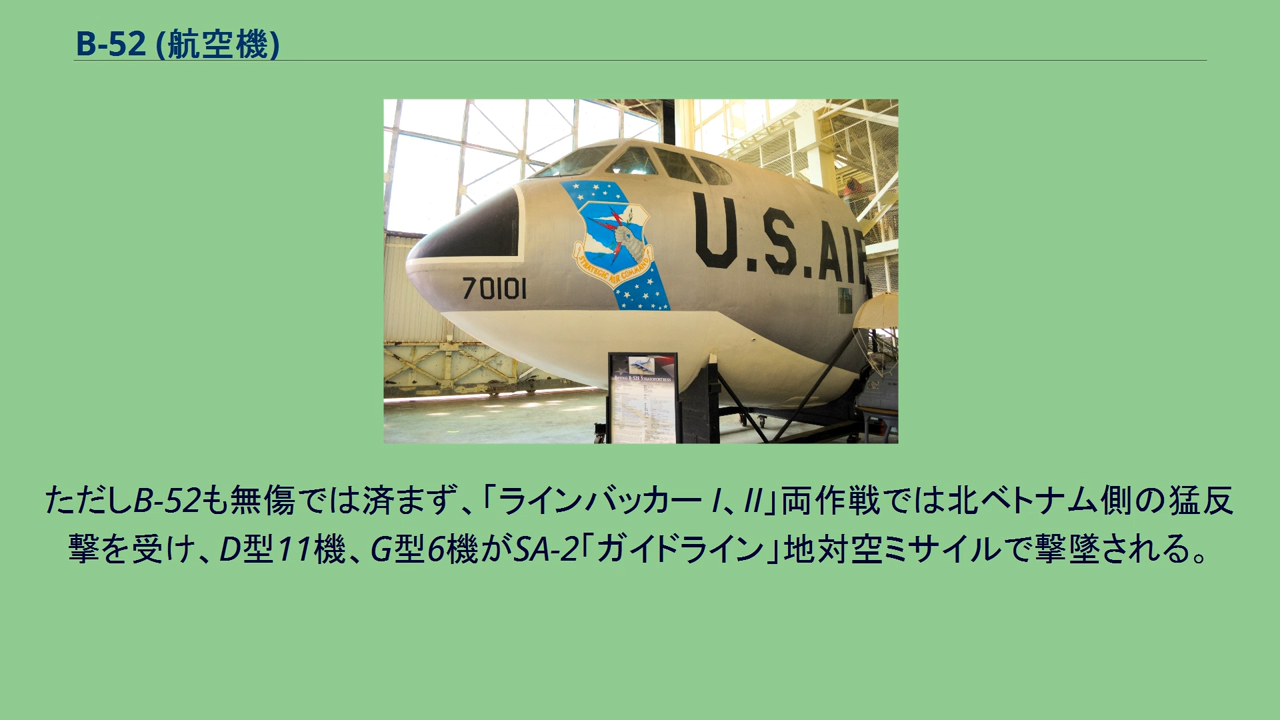 B-52 (航空機)
U.S.AI
STRATEGIC AIR COMMAND
70101
ただしB-52も無傷では済まず、「ラインバッカー I、II」両作戦では北ベトナム側の猛反
撃を受け、D型11機、G型6機がSA-2「ガイドライン」地対空ミサイルで撃墜される。